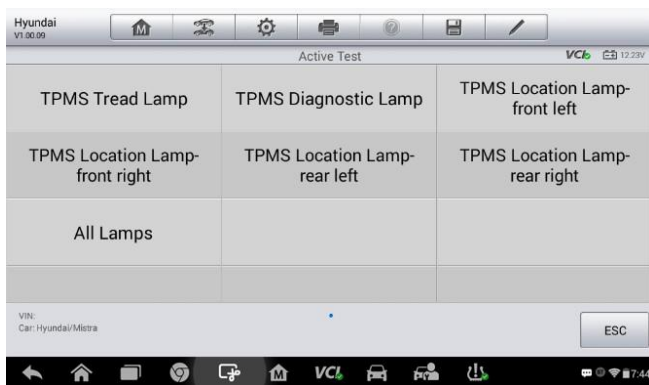 Hyundai
V1.00.09
M
Active Test
VCI
12.23V
TPMS Tread Lamp
TPMS Diagnostic Lamp
TPMS Location Lamp-
front left
TPMS Location Lamp-
front right
TPMS Location Lamp-
rear left
TPMS Location Lamp-
rear right
All Lamps
VIN:
Car: Hyundai/Mistra
ESC
M
VCI
7:44